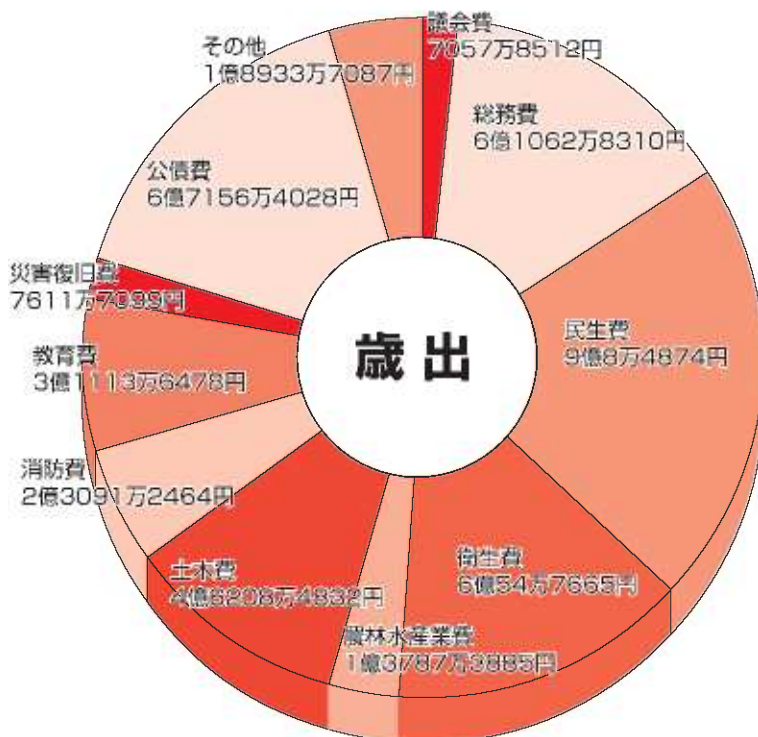 議会費
7057万8512円
総務費
6億1062万8310円
民生費
9億8万4874円
衛生費
6億54万7665円
農林水産業費
1億3787万3885円
土木費
4億6208万4832円
消防費
2億3091万2464円
教育費
3億1113万6478円
災害復旧費
7611万7099円
公債費
6億7156万4028円
その他
1億8933万7087円
歳出